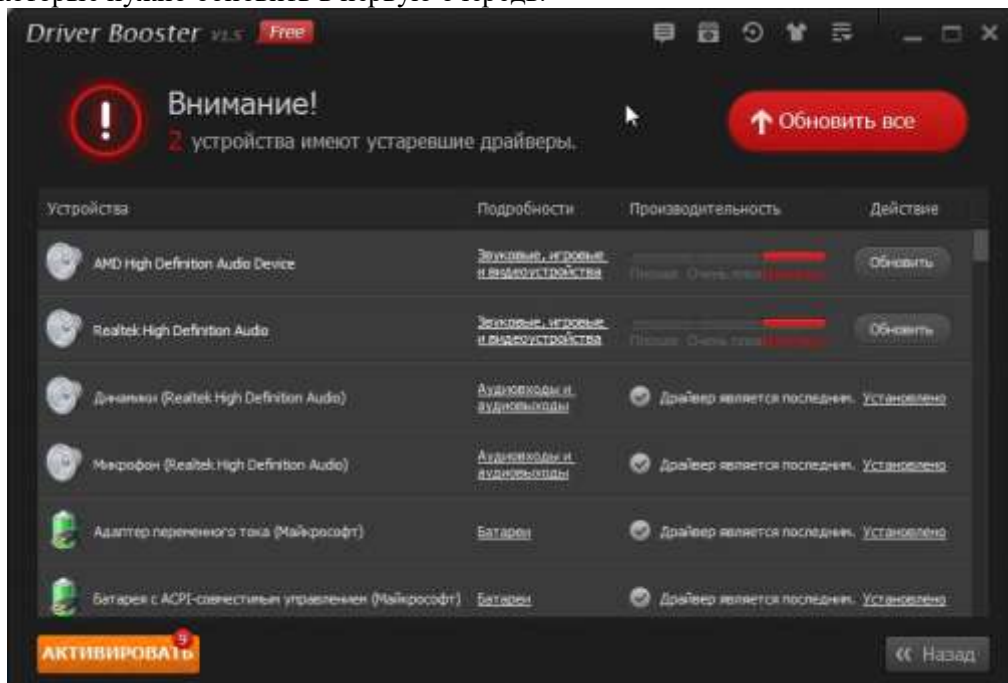 Driver Booster v1.5 Free
Внимание!
2 устройства имеют устаревшие драйверы.
Обновить все
Устройства Подробности Производительность Действие
AMD High Definition Audio Device Звуковые, игровые и видеоустройства Обновить
Realtek High Definition Audio Звуковые, игровые и видеоустройства Обновить
Динамики (Realtek High Definition Audio) Аудиовходы и аудиовыходы Драйвер является последним. Установлено
Микрофон (Realtek High Definition Audio) Аудиовходы и аудиовыходы Драйвер является последним. Установлено
Адаптер переменного тока (Майкрософт) Батареи Драйвер является последним. Установлено
Батарея с ACPI-совместимым управлением (Майкрософт) Батареи Драйвер является последним. Установлено
АКТИВИРОВАТЬ 9
Назад